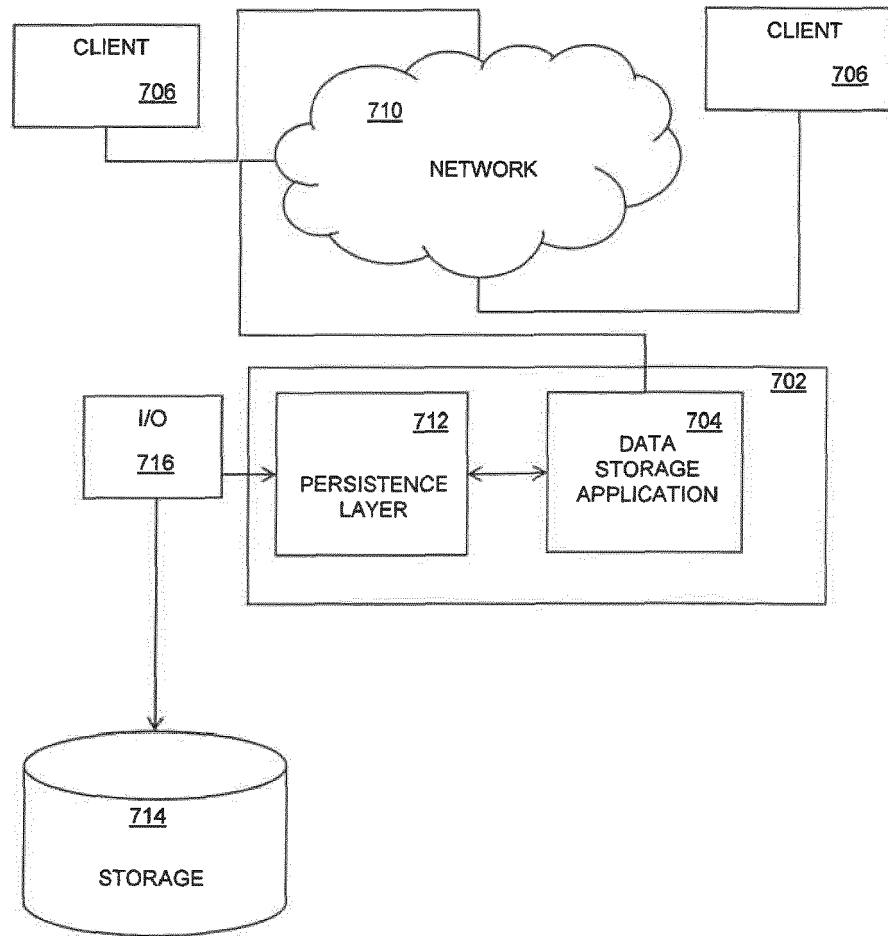 CLIENT
706
CLIENT
706
710
NETWORK
702
I/O
716
712
PERSISTENCE
LAYER
704
DATA
STORAGE
APPLICATION
714
STORAGE